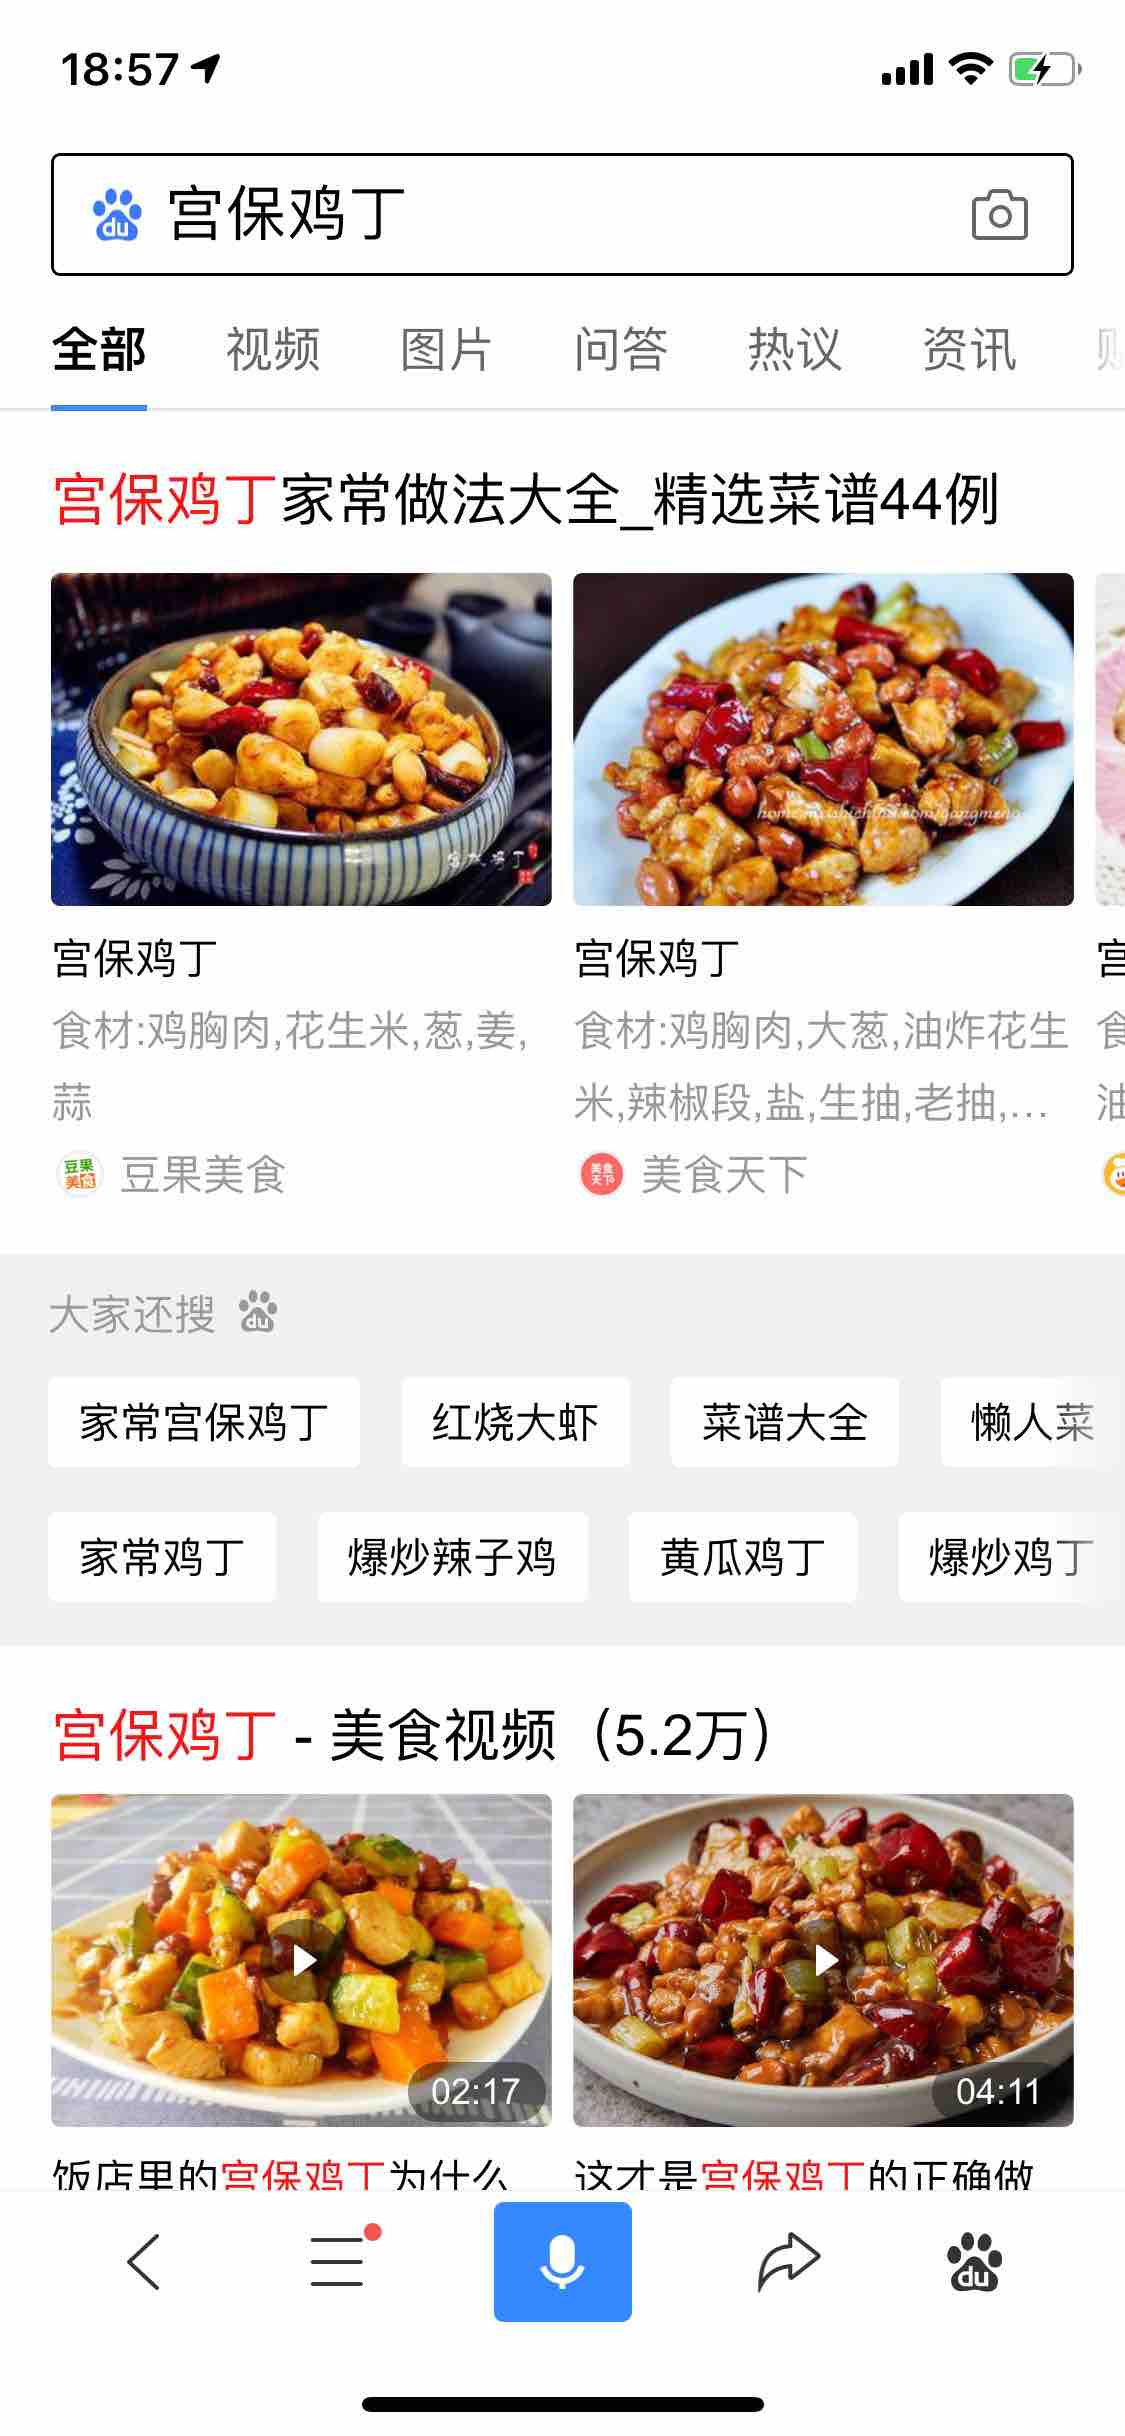 18:57
du 宫保鸡丁
全部 视频 图片 问答 热议 资讯
宫保鸡丁家常做法大全_精选菜谱44例
宫保鸡丁
食材:鸡胸肉,花生米,葱,姜,
蒜
豆果美食 豆果美食
宫保鸡丁
食材:鸡胸肉,大葱,油炸花生
米,辣椒段,盐,生抽,老抽,...
美食天下 美食天下
宫
食
油
大家还搜 du
家常宫保鸡丁 红烧大虾 菜谱大全 懒人菜
家常鸡丁 爆炒辣子鸡 黄瓜鸡丁 爆炒鸡丁
宫保鸡丁 - 美食视频（5.2万）
02:17 04:11
饭店里的宫保鸡丁为什么
这才是宫保鸡丁的正确做
du